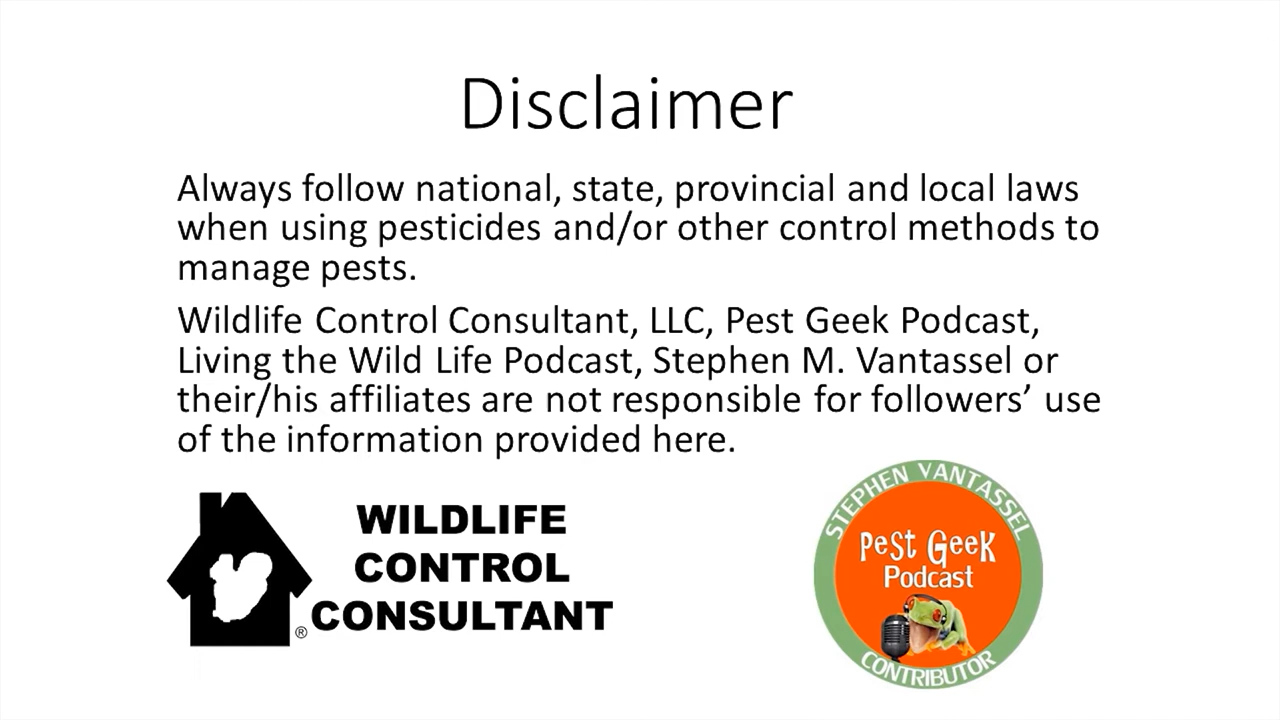 Disclaimer
Always follow national, state, provincial and local laws
when using pesticides and/or other control methods to
manage pests.
Wildlife Control Consultant, LLC, Pest Geek Podcast,
Living the Wild Life Podcast, Stephen M. Vantassel or
their/his affiliates are not responsible for followers’ use
of the information provided here.
WILDLIFE
CONTROL
CONSULTANT
®
STEPHEN VANTASSEL
PeSt GeeK
Podcast
CONTRIBUTOR